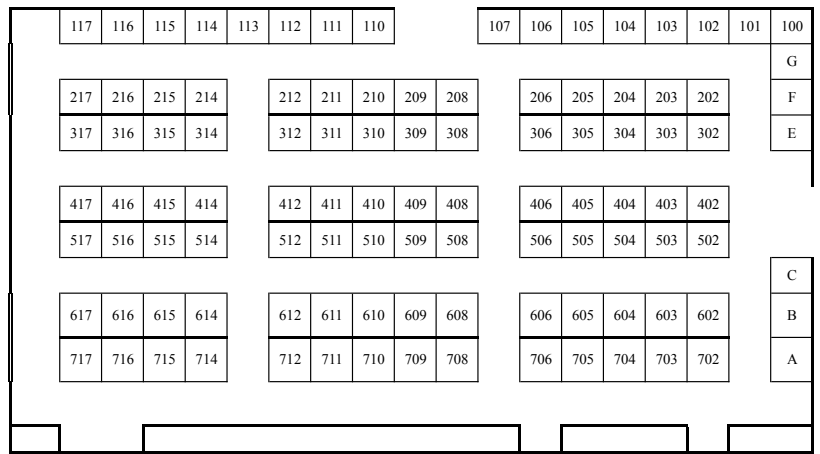 117 116 115 114 113 112 111 110 107 106 105 104 103 102 101 100
G
217 216 215 214 212 211 210 209 208 206 205 204 203 202 F
317 316 315 314 312 311 310 309 308 306 305 304 303 302 E
417 416 415 414 412 411 410 409 408 406 405 404 403 402
517 516 515 514 512 511 510 509 508 506 505 504 503 502
C
617 616 615 614 612 611 610 609 608 606 605 604 603 602 B
717 716 715 714 712 711 710 709 708 706 705 704 703 702 A